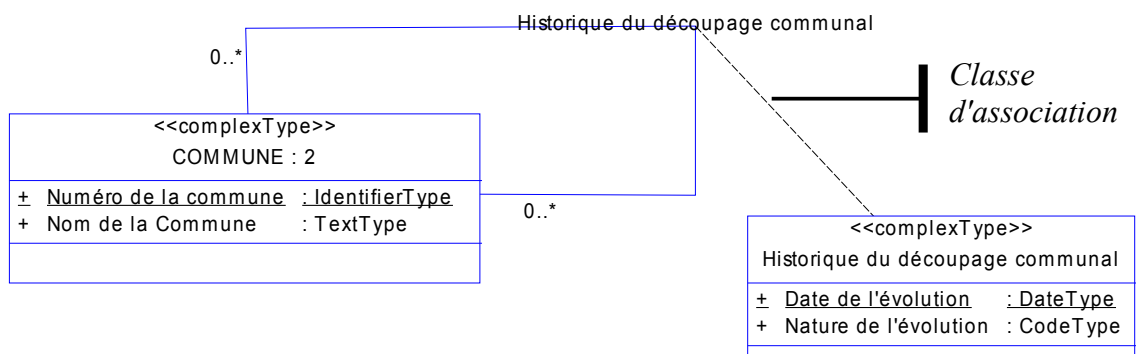 Historique du découpage communal
0..*
Classe
d'association
<<complexType>>
COMMUNE : 2
+ Numéro de la commune : IdentifierType
+ Nom de la Commune : TextType
0..*
<<complexType>>
Historique du découpage communal
+ Date de l'évolution : DateType
+ Nature de l'évolution : CodeType